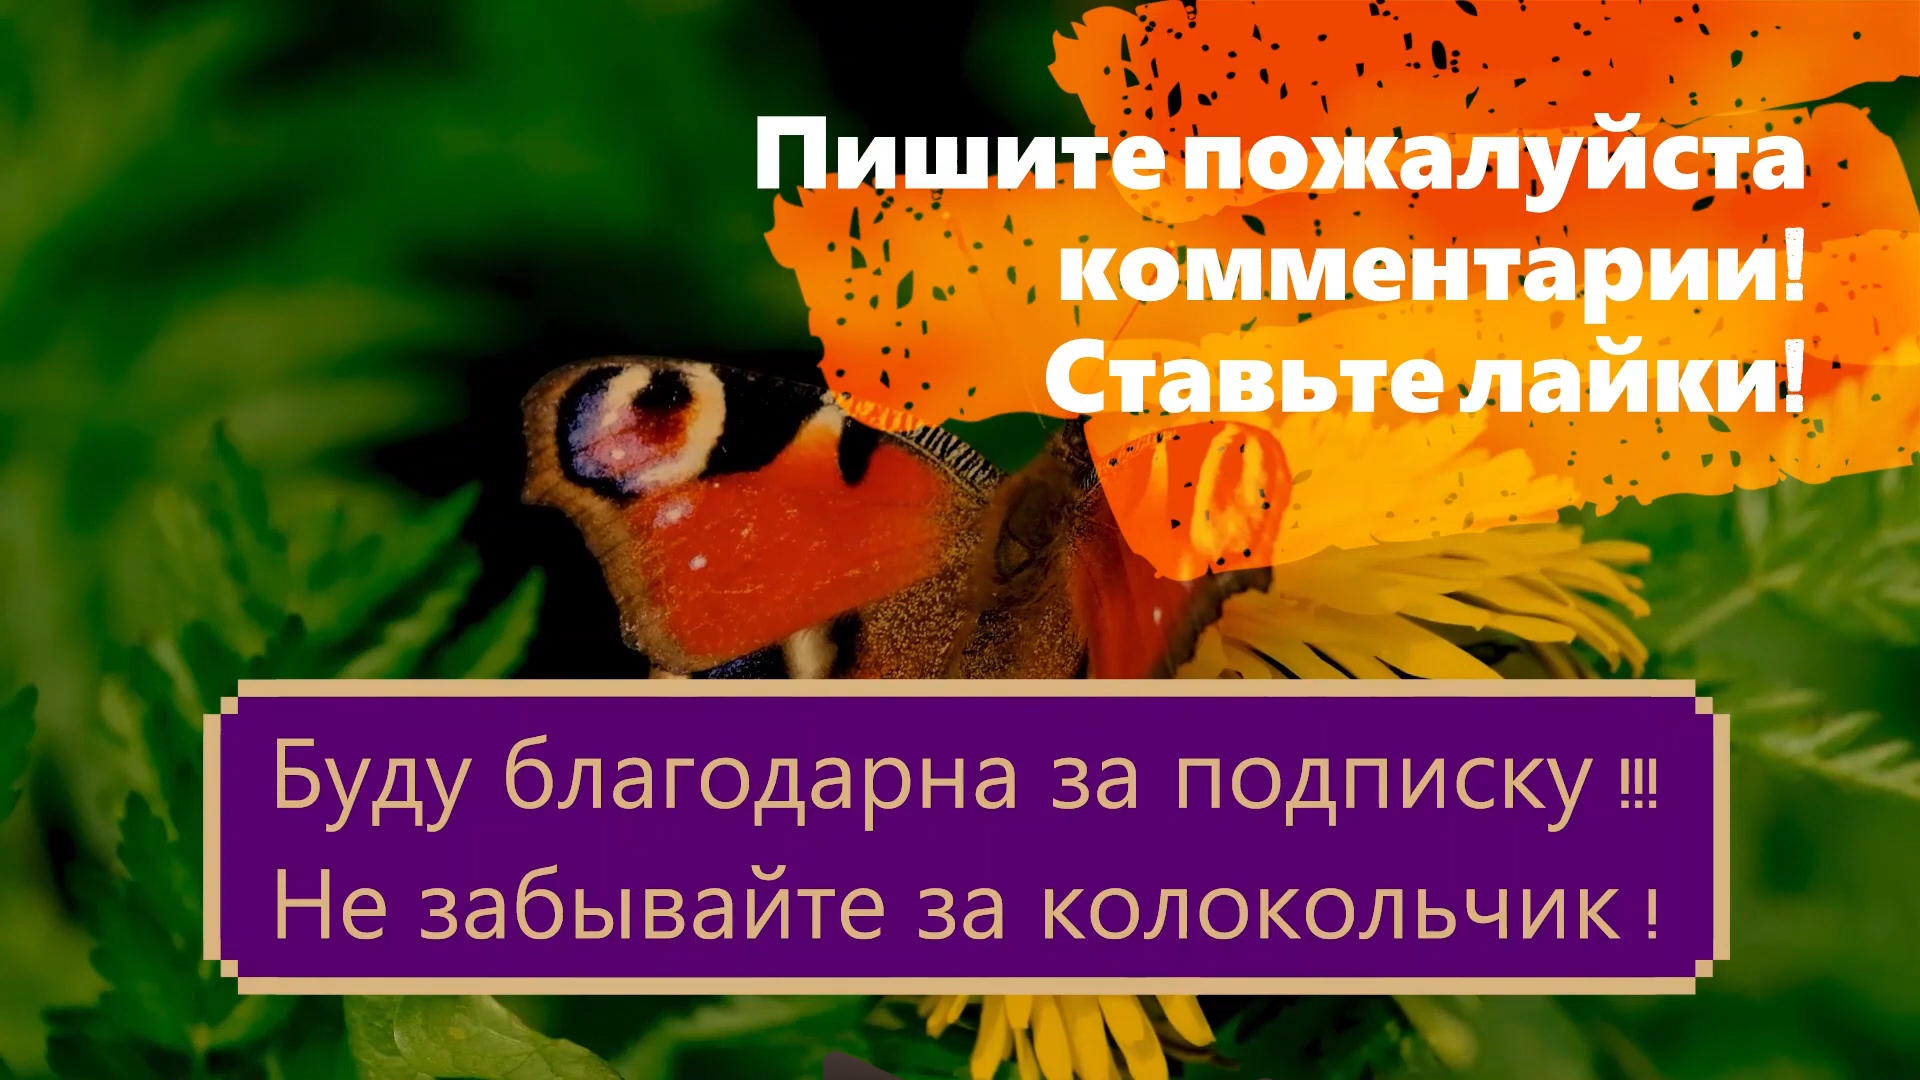 Пишите пожалуйста
комментарии!
Ставьте лайки!
Буду благодарна за подписку !!!
Не забывайте за колокольчик !